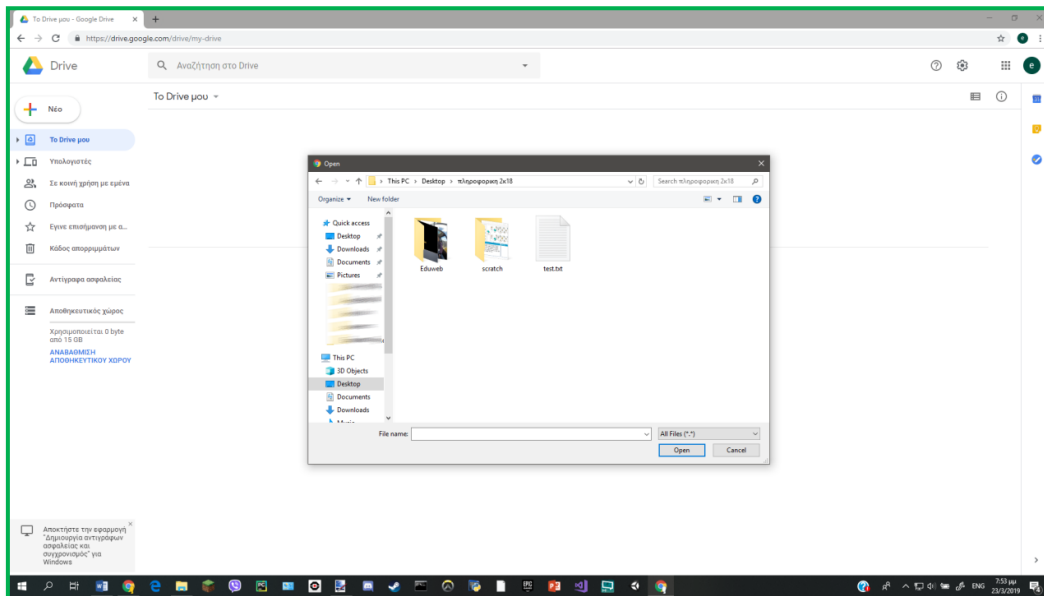 Το Drive μου - Google Drive
https://drive.google.com/drive/my-drive
Drive
Αναζήτηση στο Drive
Νέο
Το Drive μου
Το Drive μου
Υπολογιστές
Σε κοινή χρήση με εμένα
Πρόσφατα
Έγινε επισήμανση με α...
Κάδος απορριμμάτων
Αντίγραφα ασφαλείας
Αποθηκευτικός χώρος
Χρησιμοποιείται 0 byte
από 15 GB
ΑΝΑΒΑΘΜΙΣΗ
ΑΠΟΘΗΚΕΥΤΙΚΟΥ ΧΩΡΟΥ
Open
This PC > Desktop > πληροφορικη 2κ18
Search πληροφορικη 2κ18
Organize New folder
Quick access
Desktop
Downloads
Documents
Pictures
This PC
3D Objects
Desktop
Documents
Downloads
Music
Eduweb
scratch
test.txt
File name:
All Files (*.*)
Open
Cancel
Αποκτήστε την εφαρμογή
"Δημιουργία αντιγράφων
ασφαλείας και
συγχρονισμός" για
Windows
ENG
7:53 μμ
23/3/2019